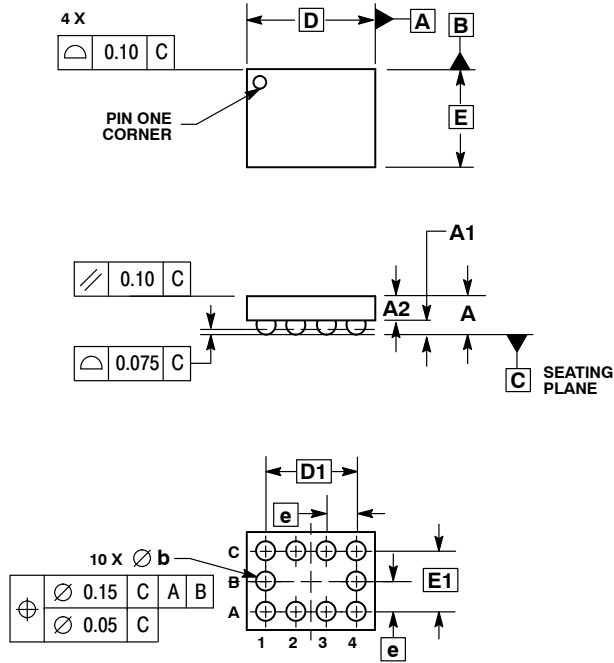 4 X
D
A
B
⌓ 0.10 C
PIN ONE
CORNER
E
A1
⫽ 0.10 C
A2
A
⌓ 0.075 C
C
SEATING
PLANE
D1
e
10 X ∅ b
C
B
A
E1
⌖ ∅ 0.15 C A B
∅ 0.05 C
1 2 3 4
e